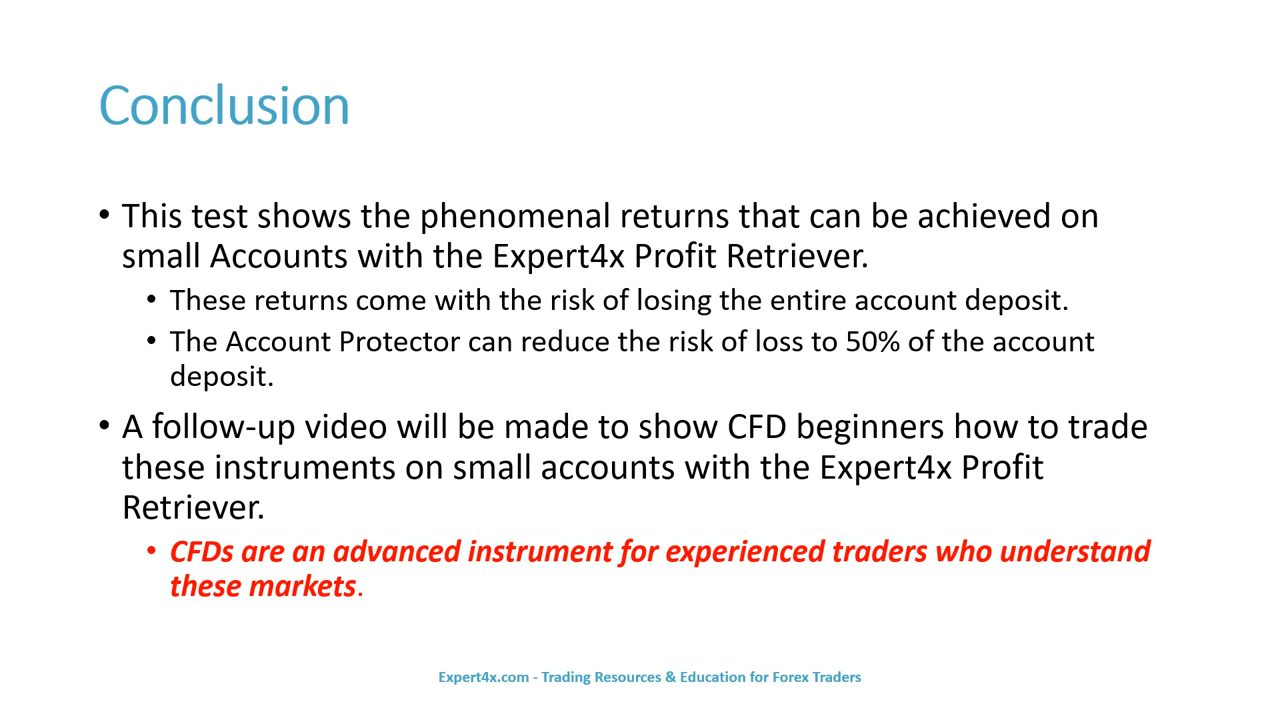 Conclusion
• This test shows the phenomenal returns that can be achieved on
small Accounts with the Expert4x Profit Retriever.
• These returns come with the risk of losing the entire account deposit.
• The Account Protector can reduce the risk of loss to 50% of the account
deposit.
• A follow-up video will be made to show CFD beginners how to trade
these instruments on small accounts with the Expert4x Profit
Retriever.
• CFDs are an advanced instrument for experienced traders who understand
these markets.
Expert4x.com - Trading Resources & Education for Forex Traders